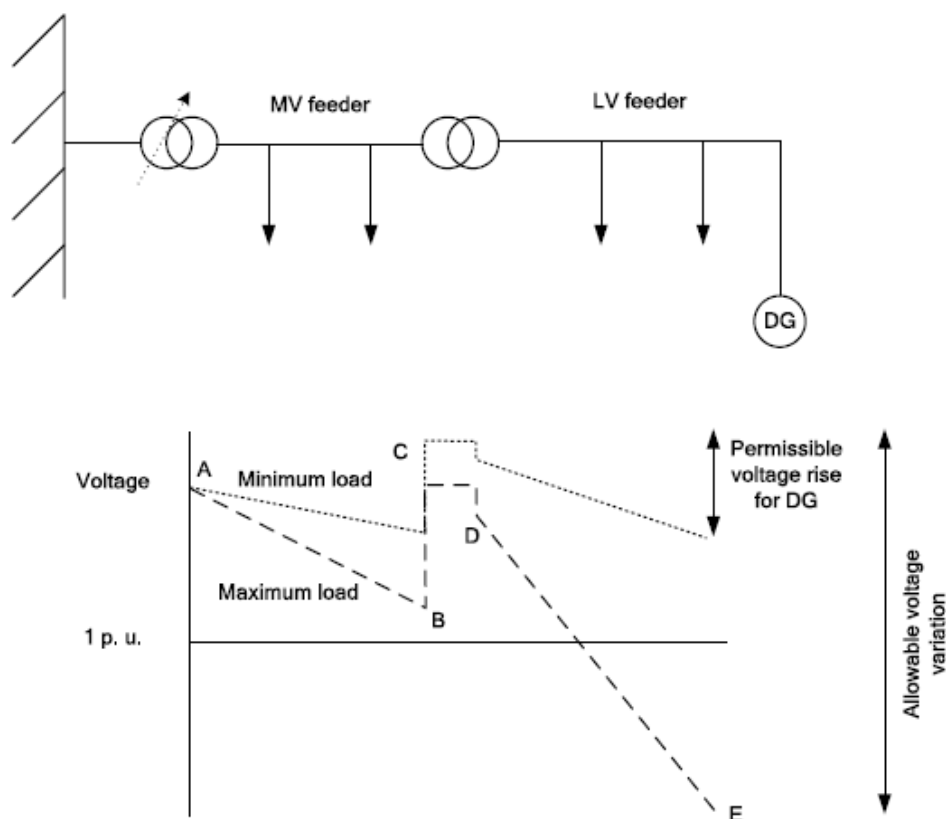 MV feeder
LV feeder
DG
Voltage
A
Minimum load
C
Permissible
voltage rise
for DG
D
Maximum load
B
1 p. u.
E
Allowable voltage
variation